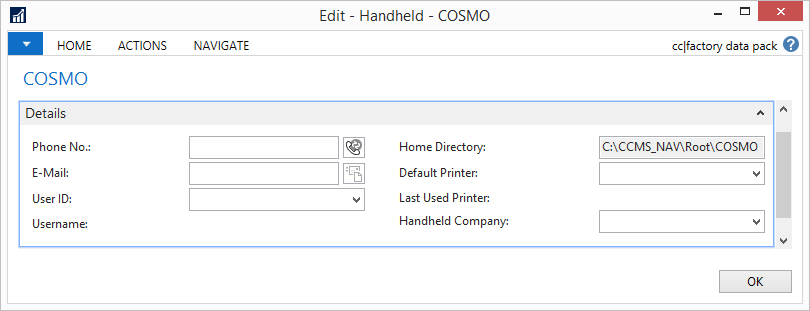 Edit - Handheld - COSMO
HOME ACTIONS NAVIGATE cc|factory data pack ?
COSMO
Details
Phone No.: Home Directory: C:\CCMS_NAV\Root\COSMO
E-Mail: Default Printer:
User ID: Last Used Printer:
Username: Handheld Company:
OK